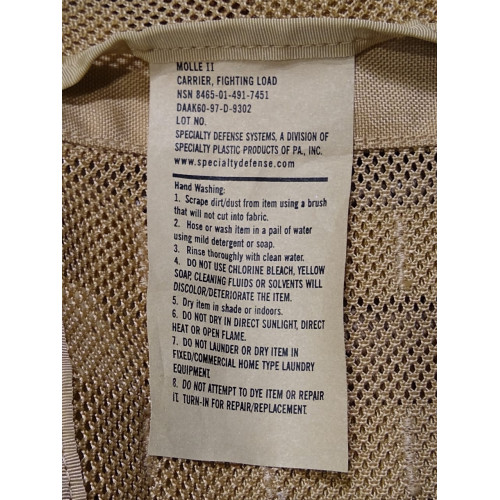 MOLLE II
CARRIER, FIGHTING LOAD
NSN 8465-01-491-7451
DAAK60-97-D-9302
LOT NO.
SPECIALTY DEFENSE SYSTEMS, A DIVISION OF
SPECIALTY PLASTIC PRODUCTS OF PA., INC.
www.specialtydefense.com
Hand Washing:
1. Scrape dirt/dust from item using a brush
that will not cut into fabric.
2. Hose or wash item in a pail of water
using mild detergent or soap.
3. Rinse thoroughly with clean water.
4. DO NOT USE CHLORINE BLEACH, YELLOW
SOAP, CLEANING FLUIDS OR SOLVENTS WILL
DISCOLOR/DETERIORATE THE ITEM.
5. Dry item in shade or indoors.
6. DO NOT DRY IN DIRECT SUNLIGHT, DIRECT
HEAT OR OPEN FLAME.
7. DO NOT LAUNDER OR DRY ITEM IN
FIXED/COMMERCIAL HOME TYPE LAUNDRY
EQUIPMENT.
8. DO NOT ATTEMPT TO DYE ITEM OR REPAIR
IT. TURN-IN FOR REPAIR/REPLACEMENT.